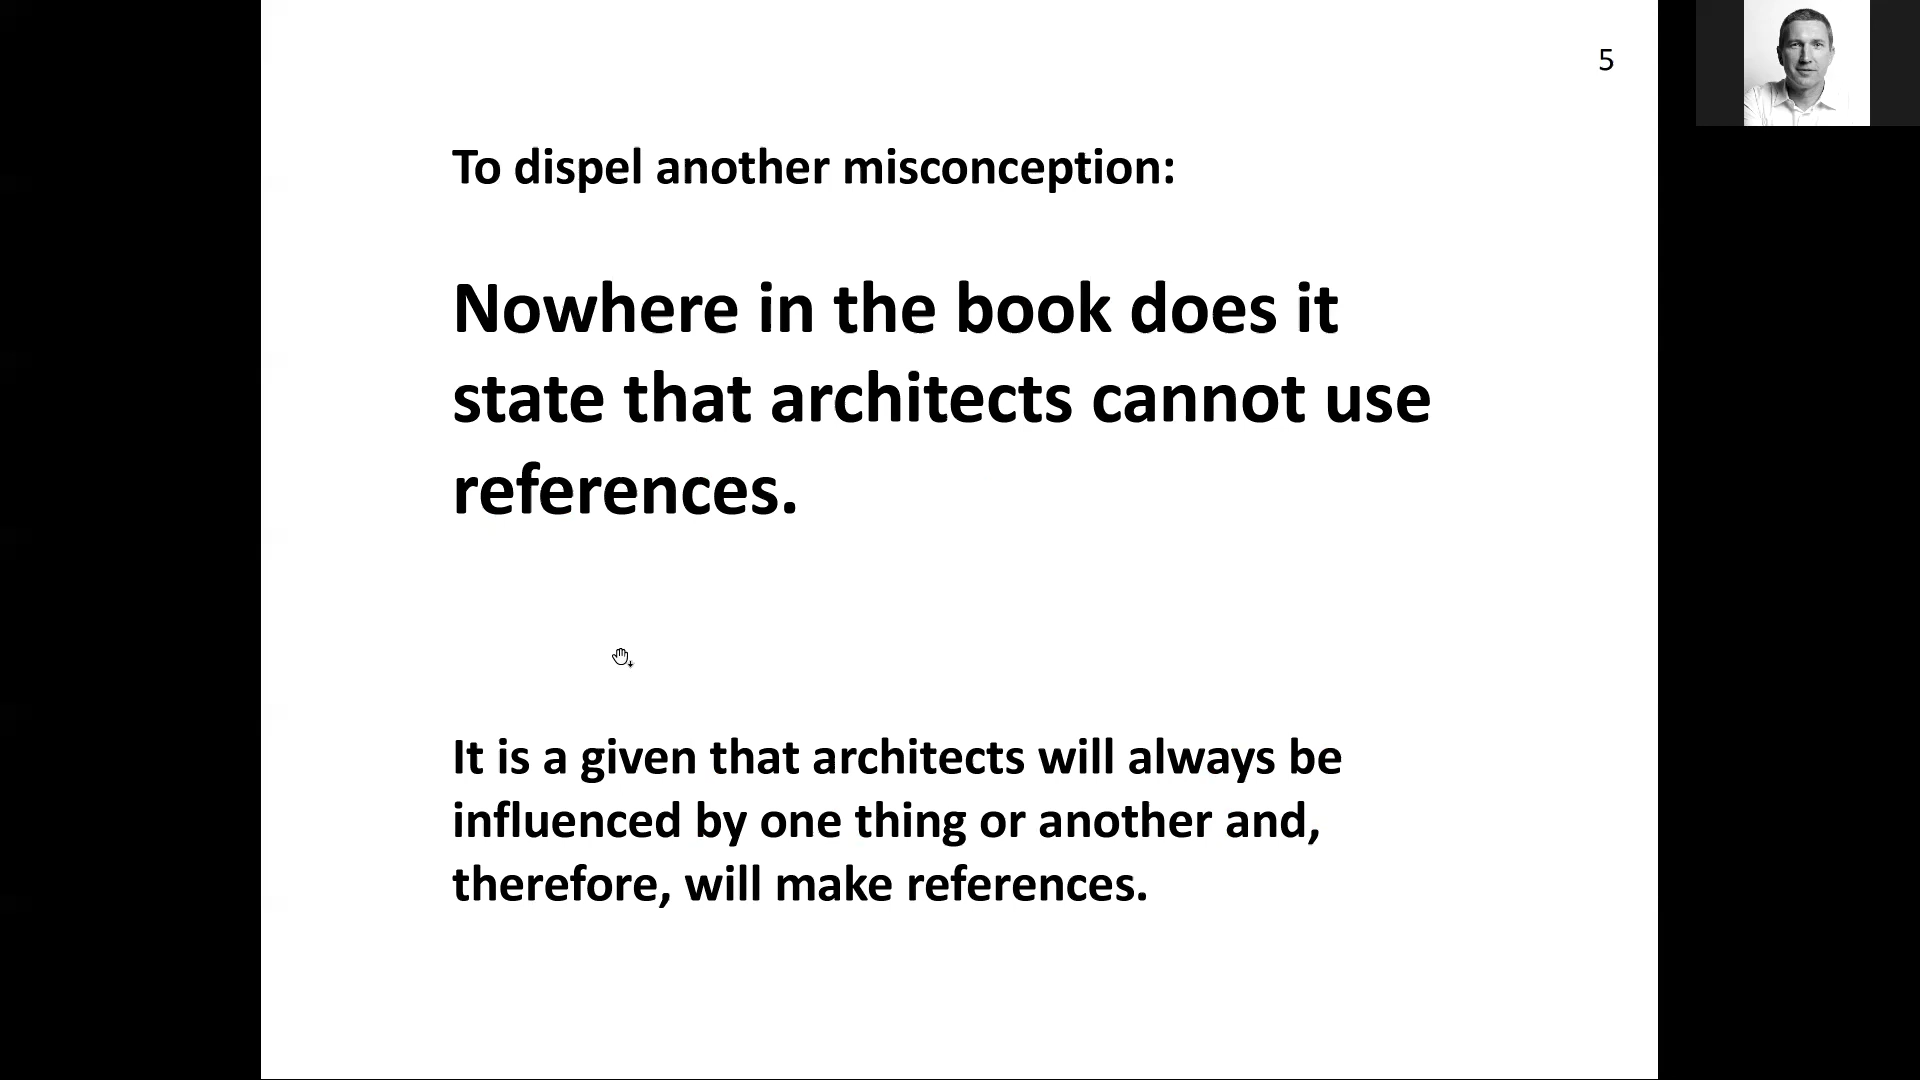 5
To dispel another misconception:
Nowhere in the book does it
state that architects cannot use
references.
It is a given that architects will always be
influenced by one thing or another and,
therefore, will make references.